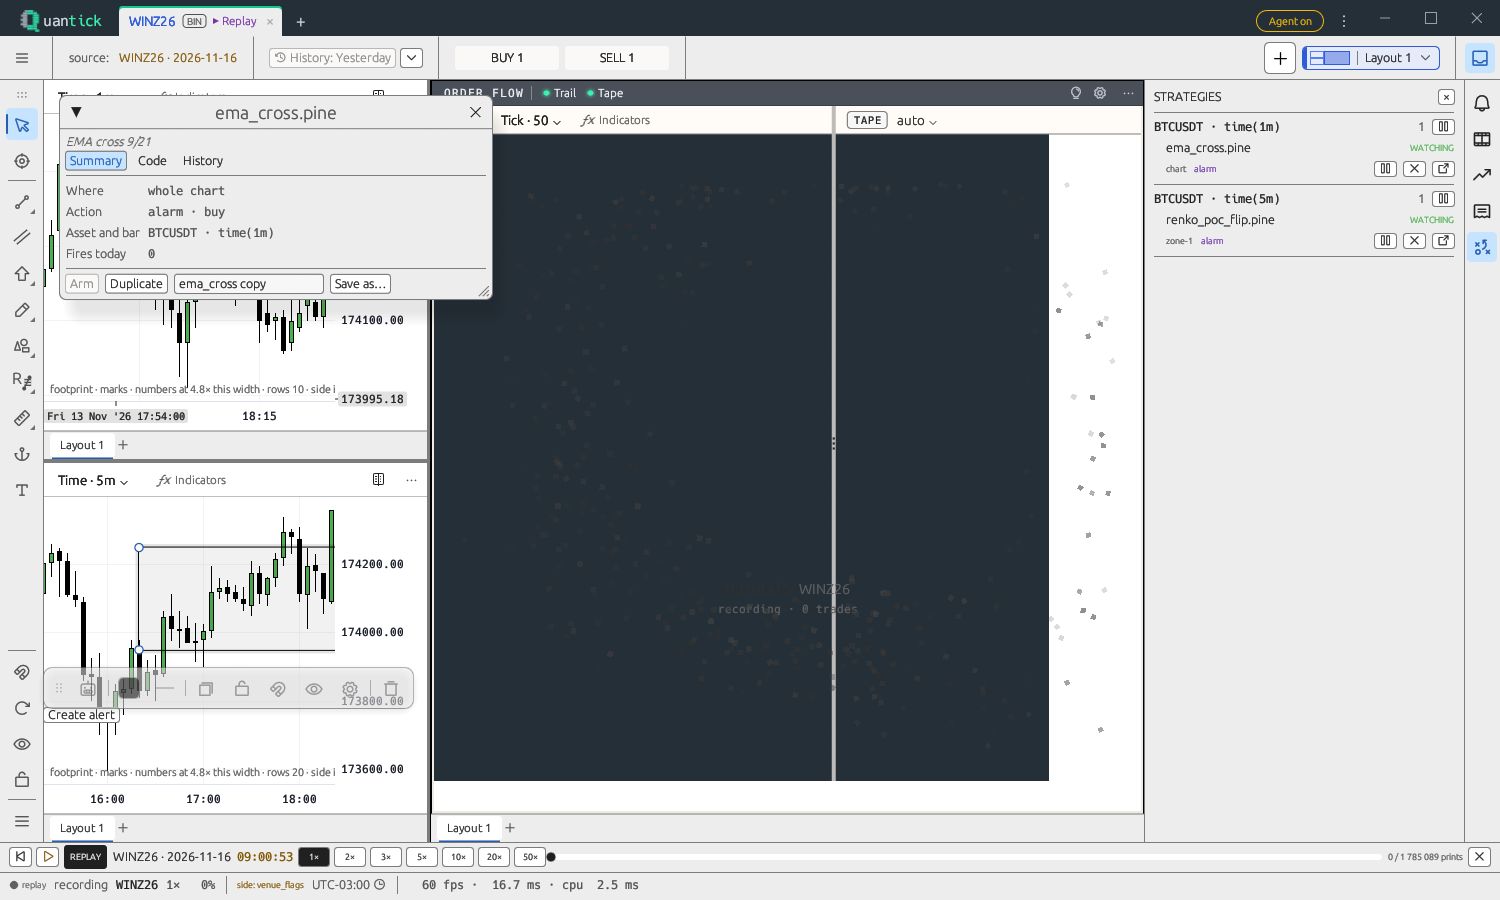 Quantick
WINZ26 BIN Replay × +
Agent on
source: WINZ26 · 2026-11-16
History: Yesterday
BUY 1
SELL 1
Layout 1
ORDER FLOW Trail Tape
Tick · 50
fx Indicators
TAPE auto
ema_cross.pine
EMA cross 9/21
Summary Code History
Where whole chart
Action alarm · buy
Asset and bar BTCUSDT · time(1m)
Fires today 0
Arm Duplicate ema_cross copy Save as...
174100.00
footprint · marks · numbers at 4.8× this width · rows 10 · side i
173995.18
Fri 13 Nov '26 17:54:00
18:15
Layout 1 +
Time · 5m
fx Indicators
174200.00
174000.00
173800.00
Create alert
footprint · marks · numbers at 4.8× this width · rows 20 · side i
173600.00
16:00 17:00 18:00
Layout 1 +
WINZ26
recording · 0 trades
Layout 1 +
STRATEGIES
BTCUSDT · time(1m) 1
ema_cross.pine WATCHING
chart alarm
BTCUSDT · time(5m) 1
renko_poc_flip.pine WATCHING
zone-1 alarm
REPLAY WINZ26 · 2026-11-16 09:00:53 1× 2× 3× 5× 10× 20× 50× 0 / 1 785 089 prints
replay recording WINZ26 1× 0% side: venue_flags UTC-03:00 60 fps · 16.7 ms · cpu 2.5 ms